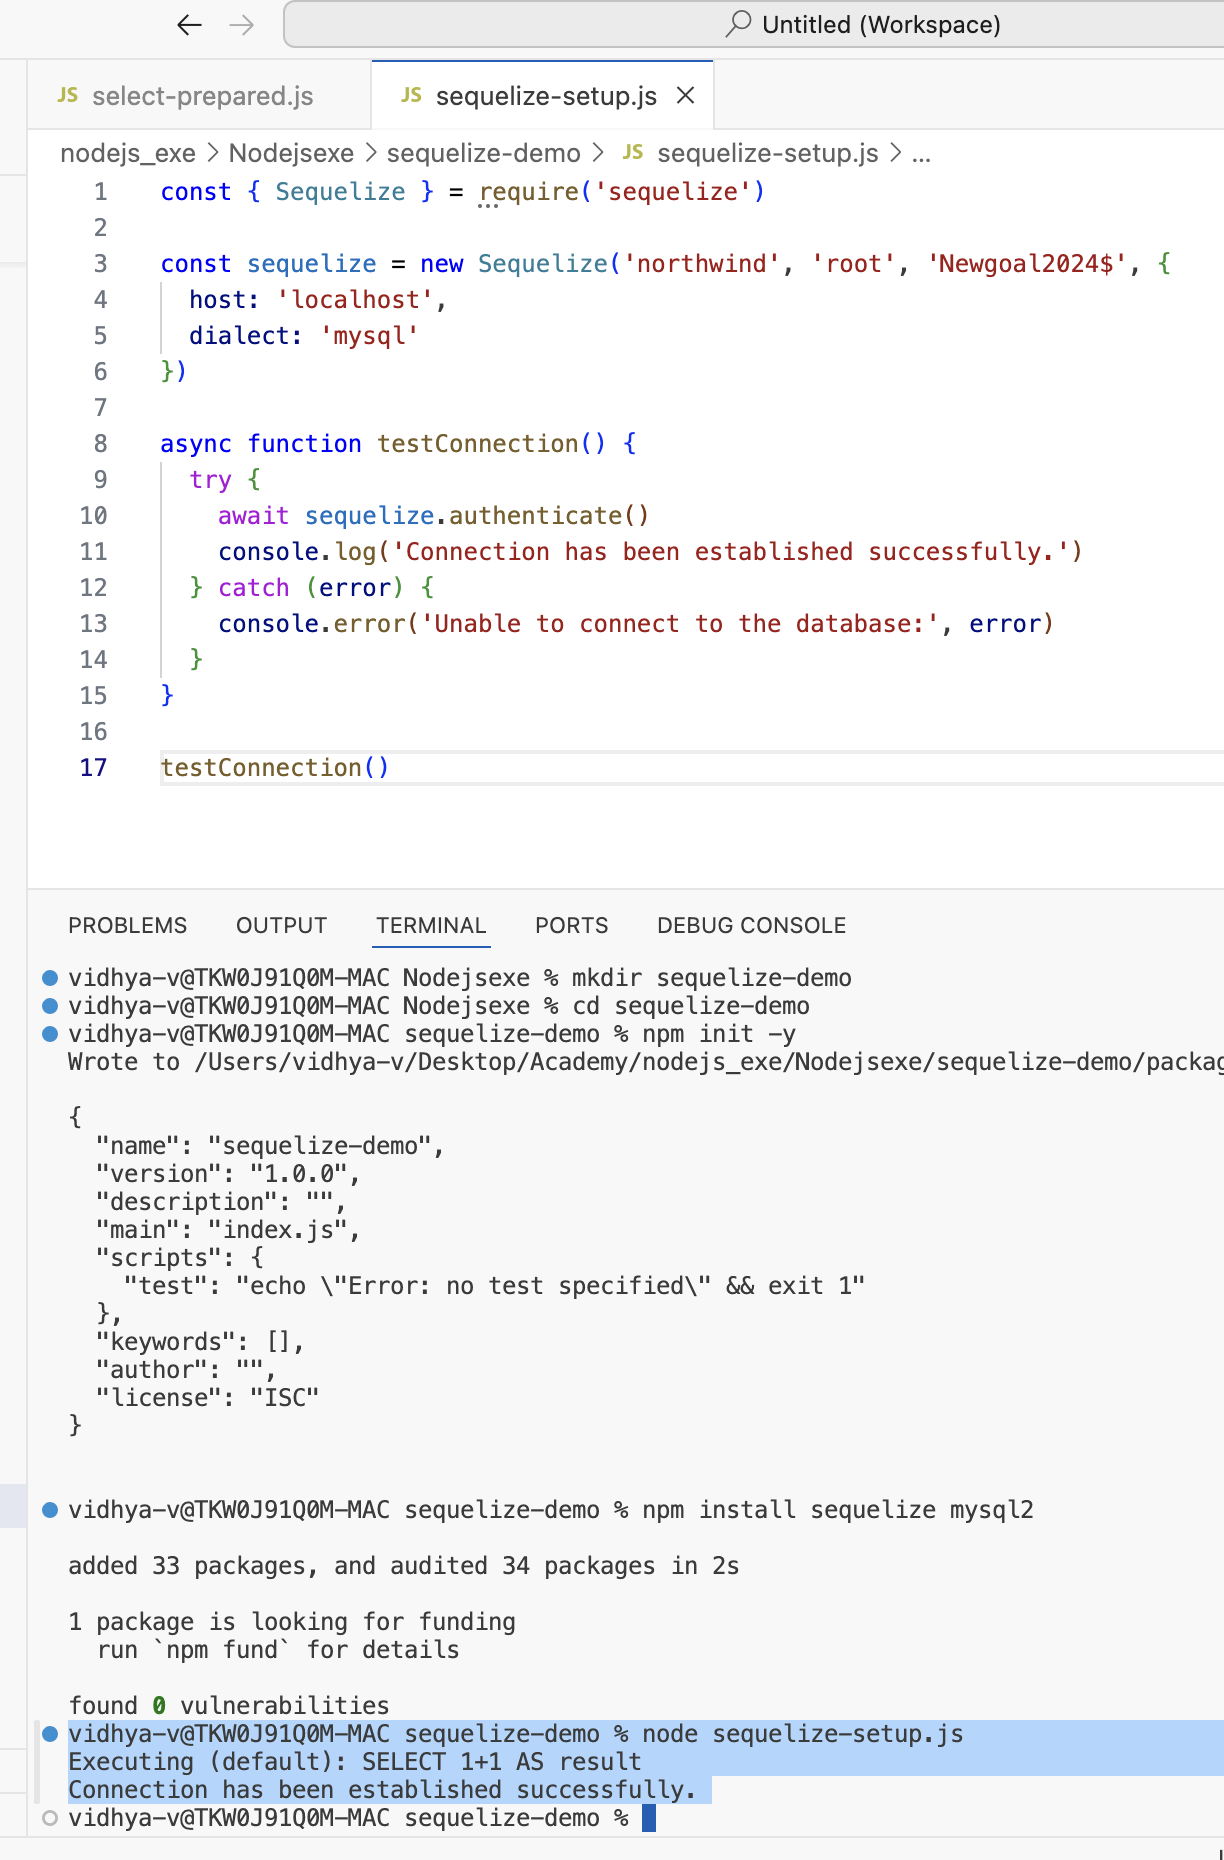 Untitled (Workspace)
JS select-prepared.js
JS sequelize-setup.js
nodejs_exe > Nodejsexe > sequelize-demo > JS sequelize-setup.js > ...
1 const { Sequelize } = require('sequelize')
2
3 const sequelize = new Sequelize('northwind', 'root', 'Newgoal2024$', {
4 host: 'localhost',
5 dialect: 'mysql'
6 })
7
8 async function testConnection() {
9 try {
10 await sequelize.authenticate()
11 console.log('Connection has been established successfully.')
12 } catch (error) {
13 console.error('Unable to connect to the database:', error)
14 }
15 }
16
17 testConnection()
PROBLEMS OUTPUT TERMINAL PORTS DEBUG CONSOLE
vidhya-v@TKW0J91Q0M-MAC Nodejsexe % mkdir sequelize-demo
vidhya-v@TKW0J91Q0M-MAC Nodejsexe % cd sequelize-demo
vidhya-v@TKW0J91Q0M-MAC sequelize-demo % npm init -y
Wrote to /Users/vidhya-v/Desktop/Academy/nodejs_exe/Nodejsexe/sequelize-demo/packag
{
"name": "sequelize-demo",
"version": "1.0.0",
"description": "",
"main": "index.js",
"scripts": {
"test": "echo \"Error: no test specified\" && exit 1"
},
"keywords": [],
"author": "",
"license": "ISC"
}
vidhya-v@TKW0J91Q0M-MAC sequelize-demo % npm install sequelize mysql2
added 33 packages, and audited 34 packages in 2s
1 package is looking for funding
run `npm fund` for details
found 0 vulnerabilities
vidhya-v@TKW0J91Q0M-MAC sequelize-demo % node sequelize-setup.js
Executing (default): SELECT 1+1 AS result
Connection has been established successfully.
vidhya-v@TKW0J91Q0M-MAC sequelize-demo %